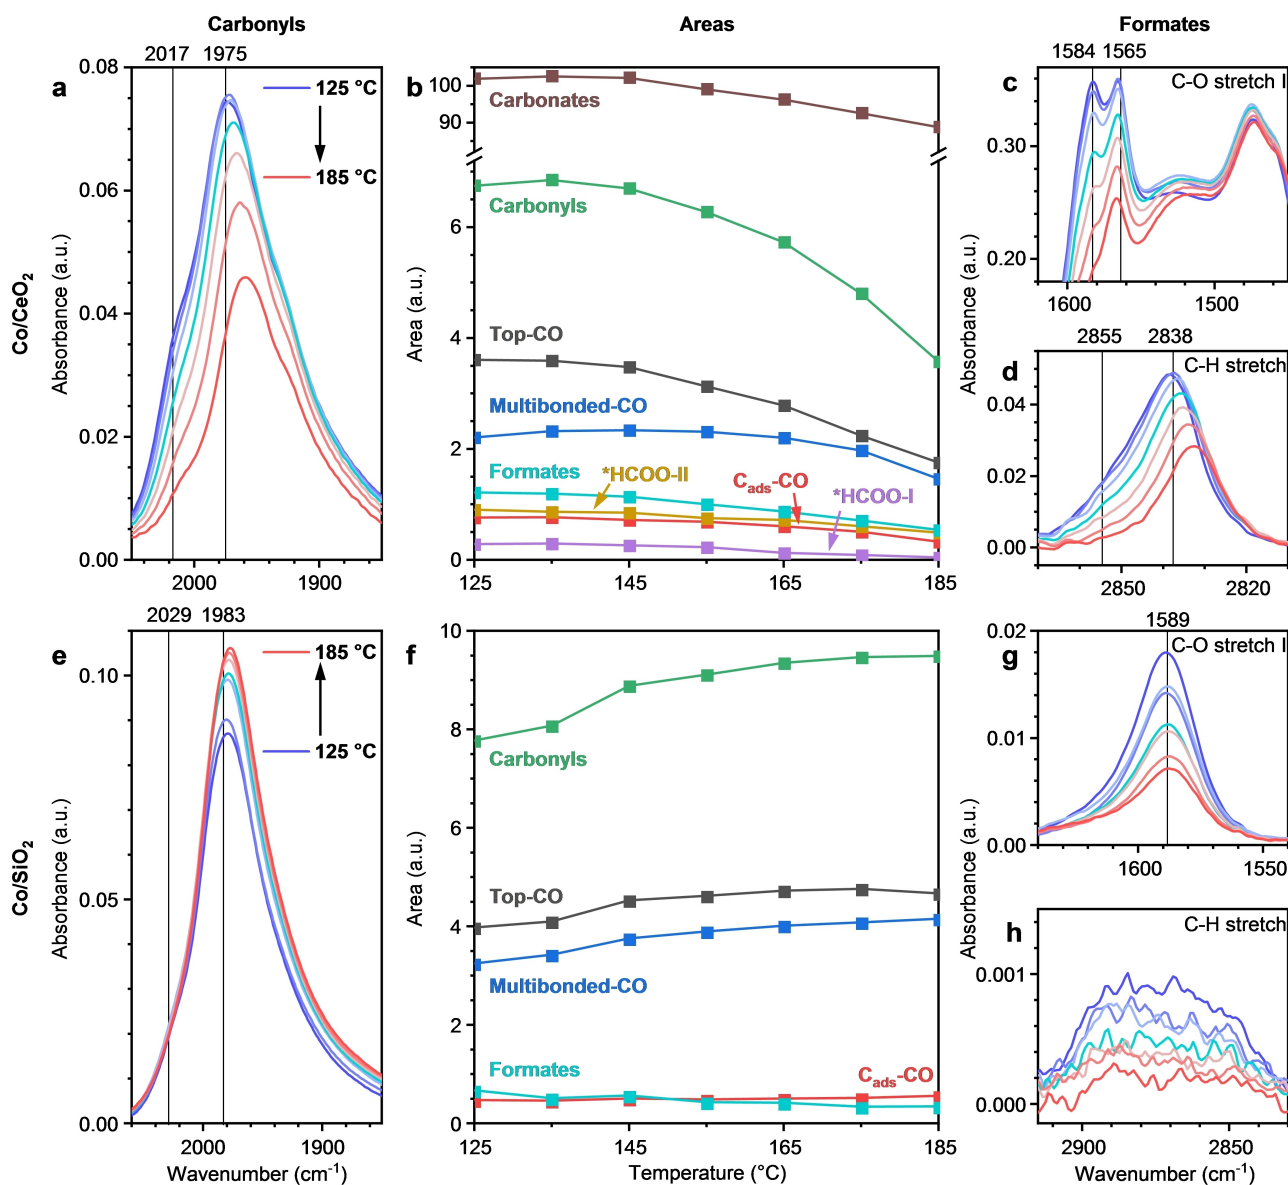 Carbonyls
Areas
Formates
Co/CeO2
a
2017 1975
125 °C
185 °C
0.08
0.06
0.04
0.02
0.00
Absorbance (a.u.)
2000 1900
b
100
90
6
4
2
0
Area (a.u.)
Carbonates
Carbonyls
Top-CO
Multibonded-CO
Formates
*HCOO-II
Cads-CO
*HCOO-I
125 145 165 185
c
1584 1565
C-O stretch I
0.30
0.20
Absorbance (a.u.)
1600 1500
d
2855 2838
C-H stretch
0.04
0.02
0.00
2850 2820
Co/SiO2
e
2029 1983
185 °C
125 °C
0.10
0.05
0.00
Absorbance (a.u.)
2000 1900
Wavenumber (cm-1)
f
10
8
6
4
2
0
Area (a.u.)
Carbonyls
Top-CO
Multibonded-CO
Formates
Cads-CO
125 145 165 185
Temperature (°C)
g
1589
C-O stretch I
0.02
0.01
0.00
Absorbance (a.u.)
1600 1550
h
C-H stretch
0.001
0.000
2900 2850
Wavenumber (cm-1)